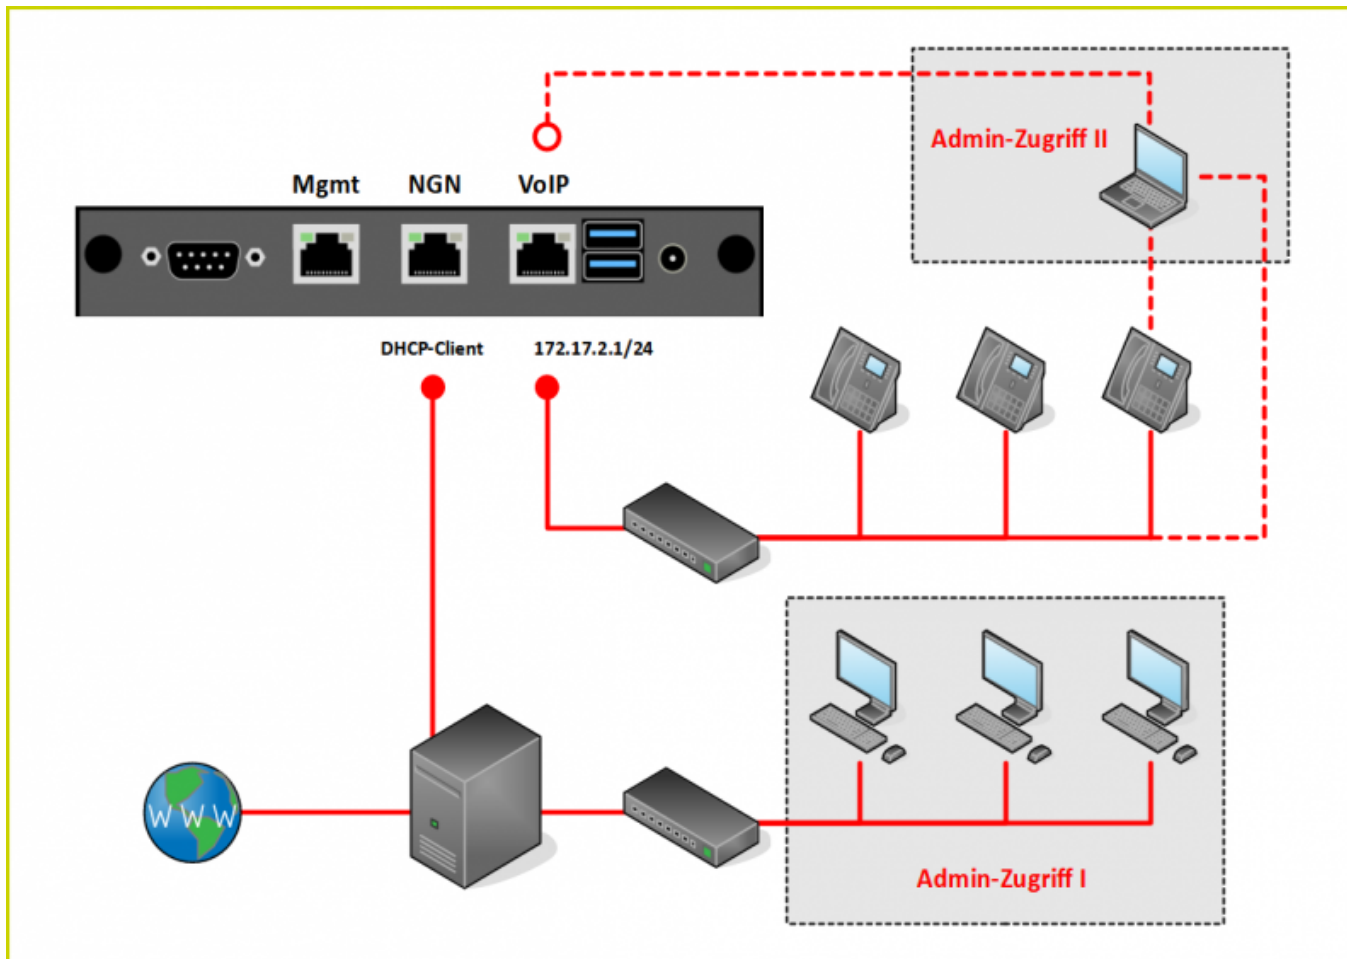 Admin-Zugriff II
Mgmt NGN VoIP
DHCP-Client 172.17.2.1/24
WWW
Admin-Zugriff I